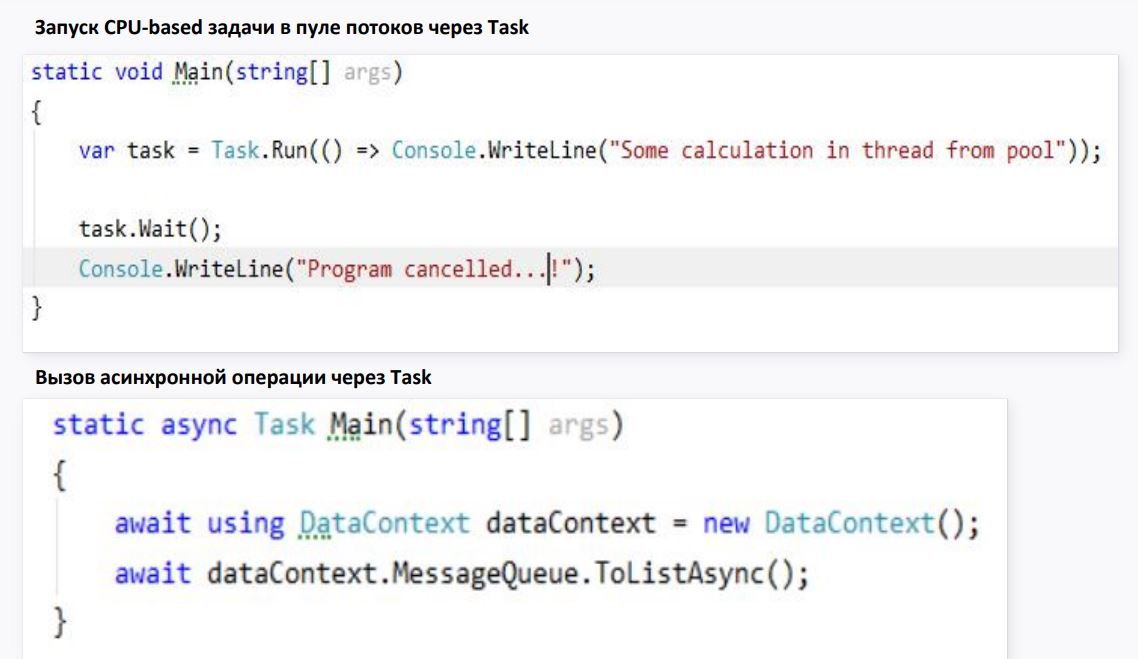 Запуск CPU-based задачи в пуле потоков через Task
static void Main(string[] args)
{
var task = Task.Run(() => Console.WriteLine("Some calculation in thread from pool"));
task.Wait();
Console.WriteLine("Program cancelled...!");
}
Вызов асинхронной операции через Task
static async Task Main(string[] args)
{
await using DataContext dataContext = new DataContext();
await dataContext.MessageQueue.ToListAsync();
}